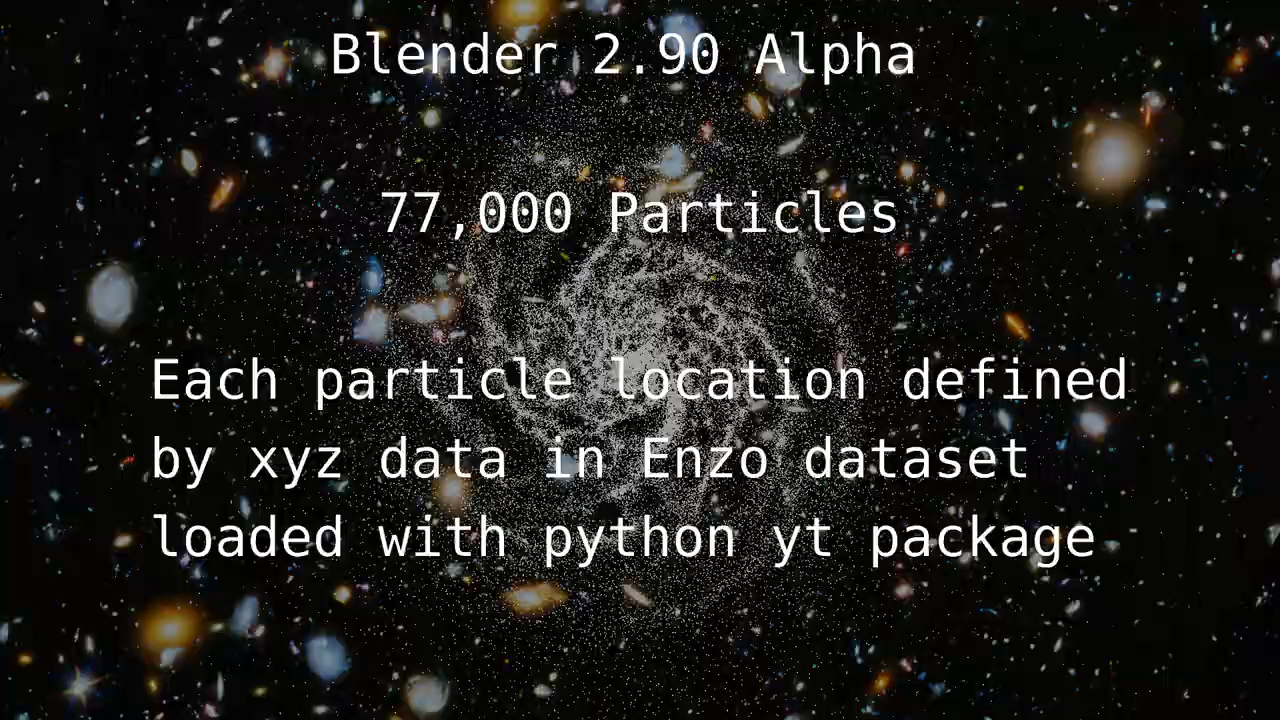 Blender 2.90 Alpha
77,000 Particles
Each particle location defined
by xyz data in Enzo dataset
loaded with python yt package